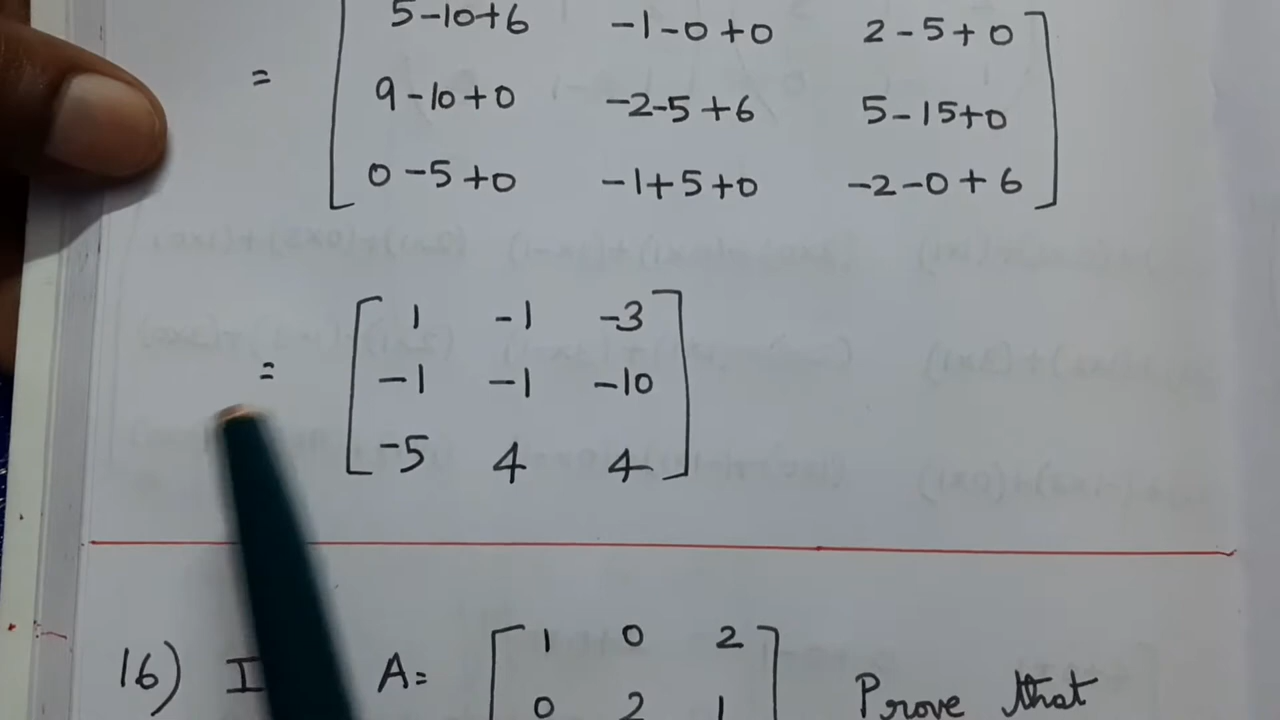 5-10+6 -1-0+0 2-5+0
= 9-10+0 -2-5+6 5-15+0
0-5+0 -1+5+0 -2-0+6
1 -1 -3
= -1 -1 -10
-5 4 4
1 0 2
16) I A= Prove that
0 2 1